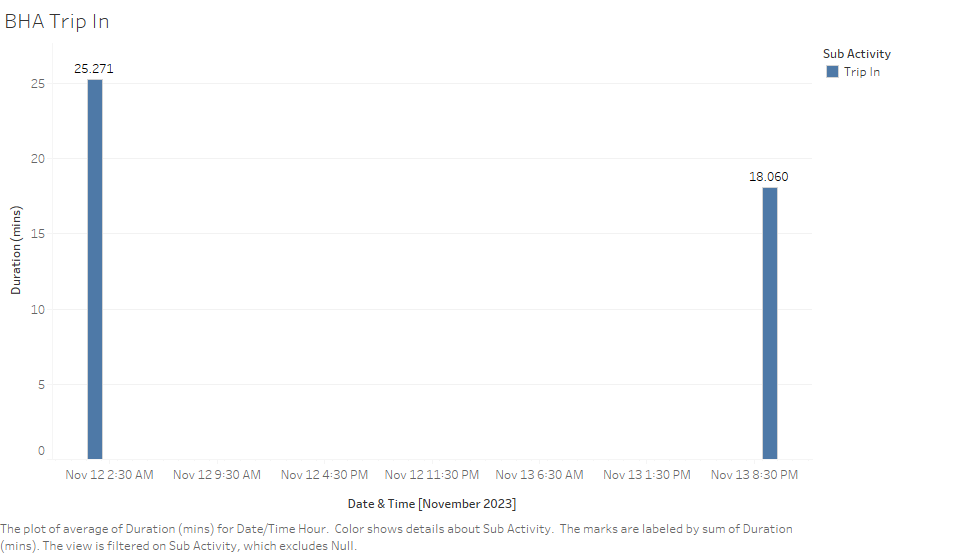 BHA Trip In
Sub Activity
Trip In
25.271
18.060
Duration (mins)
25
20
15
10
5
0
Nov 12 2:30 AM Nov 12 9:30 AM Nov 12 4:30 PM Nov 12 11:30 PM Nov 13 6:30 AM Nov 13 1:30 PM Nov 13 8:30 PM
Date & Time [November 2023]
The plot of average of Duration (mins) for Date/Time Hour. Color shows details about Sub Activity. The marks are labeled by sum of Duration
(mins). The view is filtered on Sub Activity, which excludes Null.